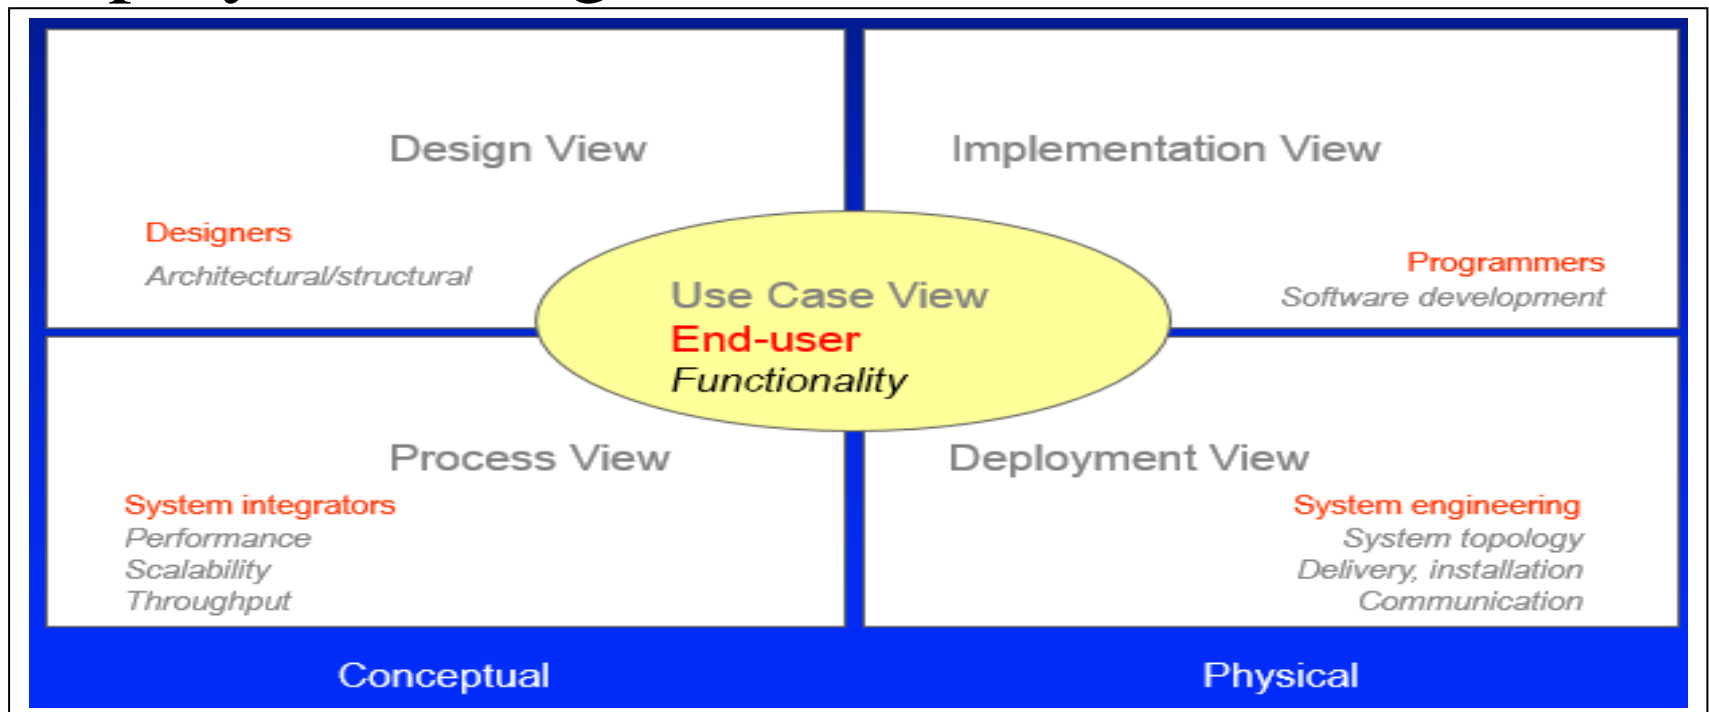 Design View
Designers
Architectural/structural
Implementation View
Programmers
Software development
Use Case View
End-user
Functionality
Process View
System integrators
Performance
Scalability
Throughput
Deployment View
System engineering
System topology
Delivery, installation
Communication
Conceptual
Physical